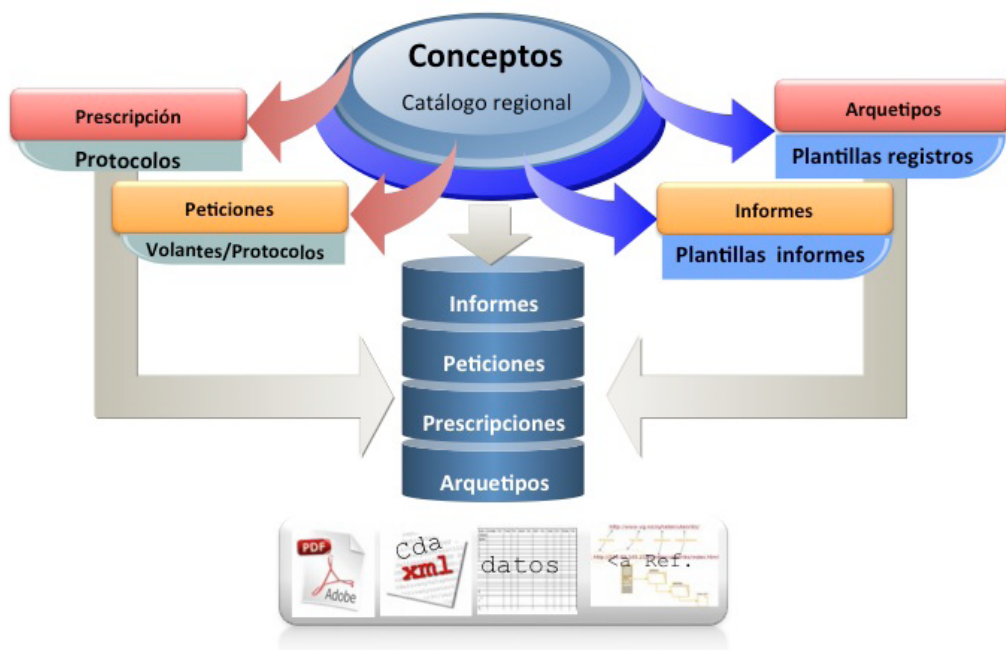 Conceptos
Catálogo regional
Prescripción
Protocolos
Peticiones
Volantes/Protocolos
Arquetipos
Plantillas registros
Informes
Plantillas informes
Informes
Peticiones
Prescripciones
Arquetipos
PDF
Adobe
Cda
xml
datos
<a Ref.